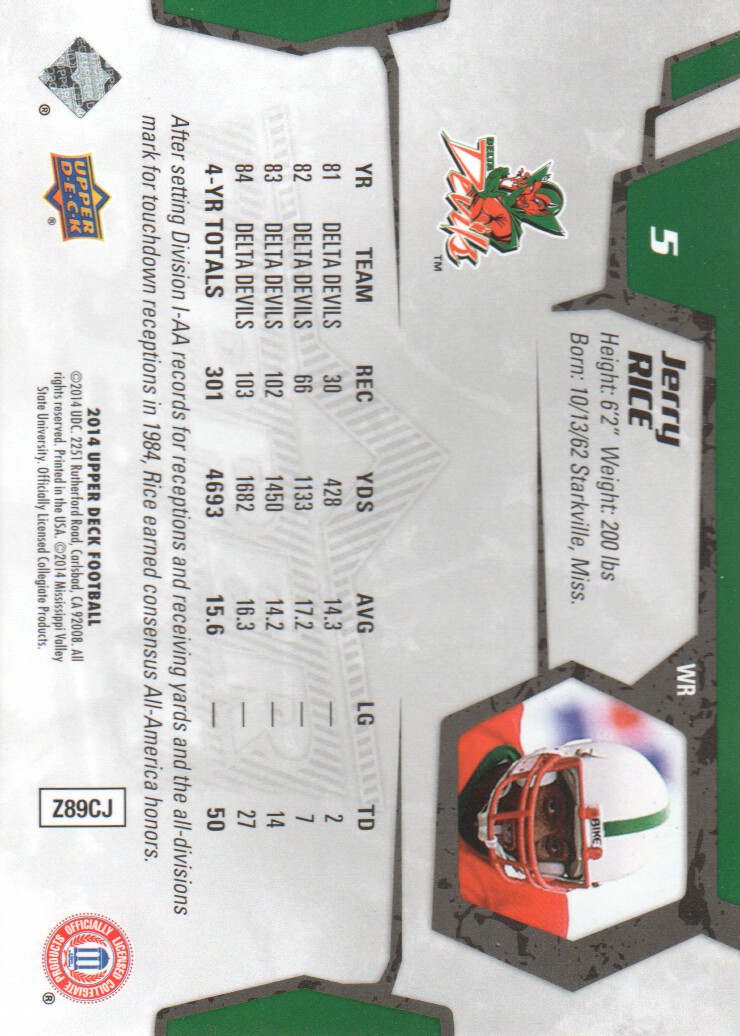 5
WR
Jerry
RICE
Height: 6'2" Weight: 200 lbs
Born: 10/13/62 Starkville, Miss.
DELTA
Devils
TM
BIKE
YR TEAM REC YDS AVG LG TD
81 DELTA DEVILS 30 428 14.3 — 2
82 DELTA DEVILS 66 1133 17.2 — 7
83 DELTA DEVILS 102 1450 14.2 — 14
84 DELTA DEVILS 103 1682 16.3 — 27
4-YR TOTALS 301 4693 15.6 — 50
After setting Division I-AA records for receptions and receiving yards and the all-divisions
mark for touchdown receptions in 1984, Rice earned consensus All-America honors.
UPPER
DECK
®
UPPER
D·E·C·K
®
2014 UPPER DECK FOOTBALL
©2014 UDC. 2251 Rutherford Road, Carlsbad, CA 92008. All
rights reserved. Printed in the USA. ©2014 Mississippi Valley
State University. Officially Licensed Collegiate Products.
Z89CJ
OFFICIALLY LICENSED
COLLEGIATE PRODUCTS
®